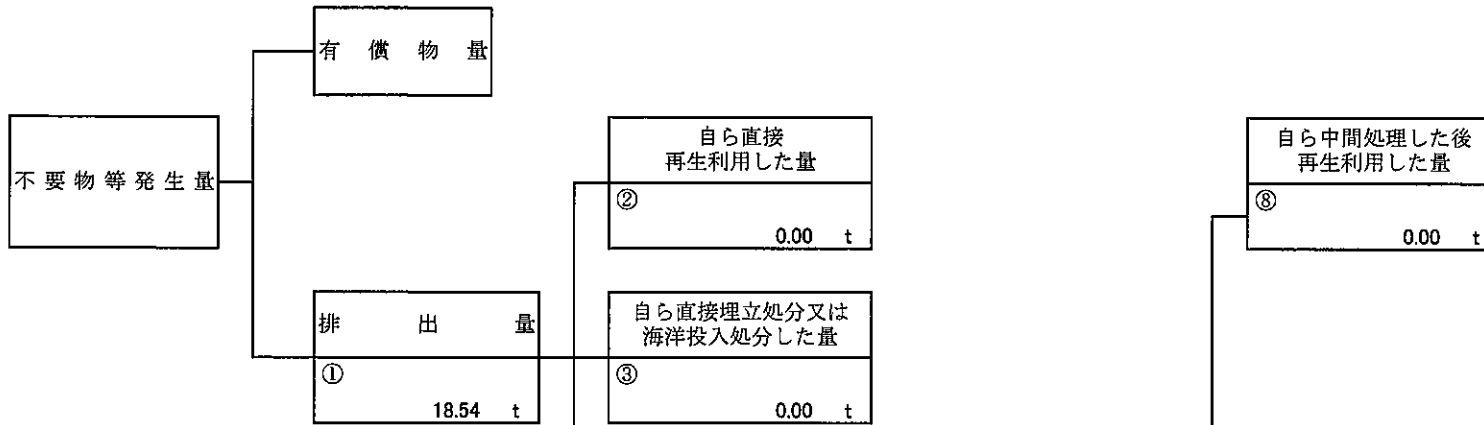 有償物量
不要物等発生量
自ら直接
再生利用した量
②
0.00 t
自ら中間処理した後
再生利用した量
⑧
0.00 t
排出量
①
18.54 t
自ら直接埋立処分又は
海洋投入処分した量
③
0.00 t